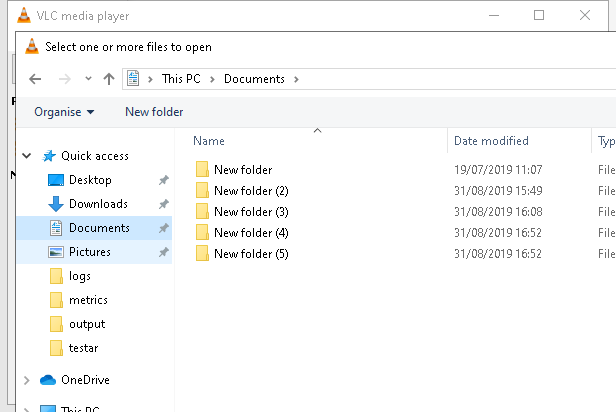 VLC media player
Select one or more files to open
This PC > Documents >
Organise New folder
Name Date modified Typ
Quick access
Desktop
Downloads
Documents
Pictures
logs
metrics
output
testar
OneDrive
This PC
New folder 19/07/2019 11:07 File
New folder (2) 31/08/2019 15:49 File
New folder (3) 31/08/2019 16:08 File
New folder (4) 31/08/2019 16:52 File
New folder (5) 31/08/2019 16:52 File